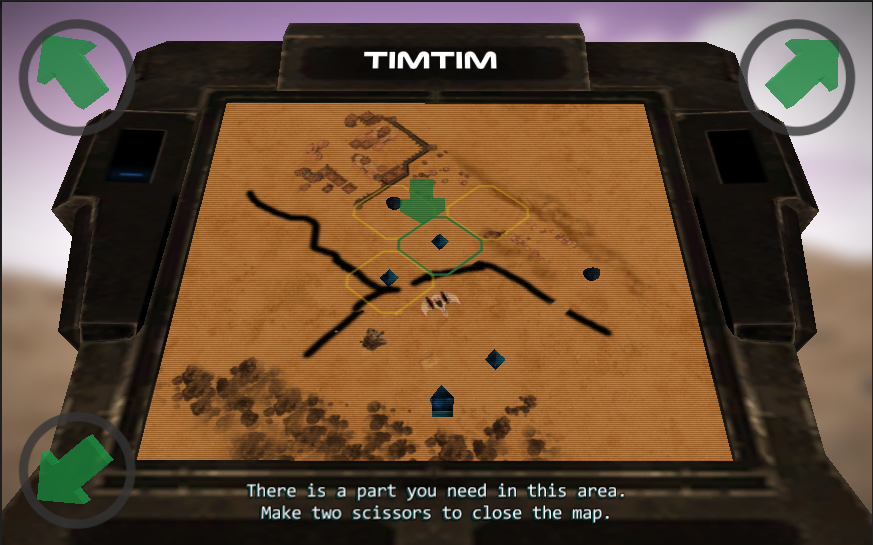 TIMTIM
There is a part you need in this area.
Make two scissors to close the map.